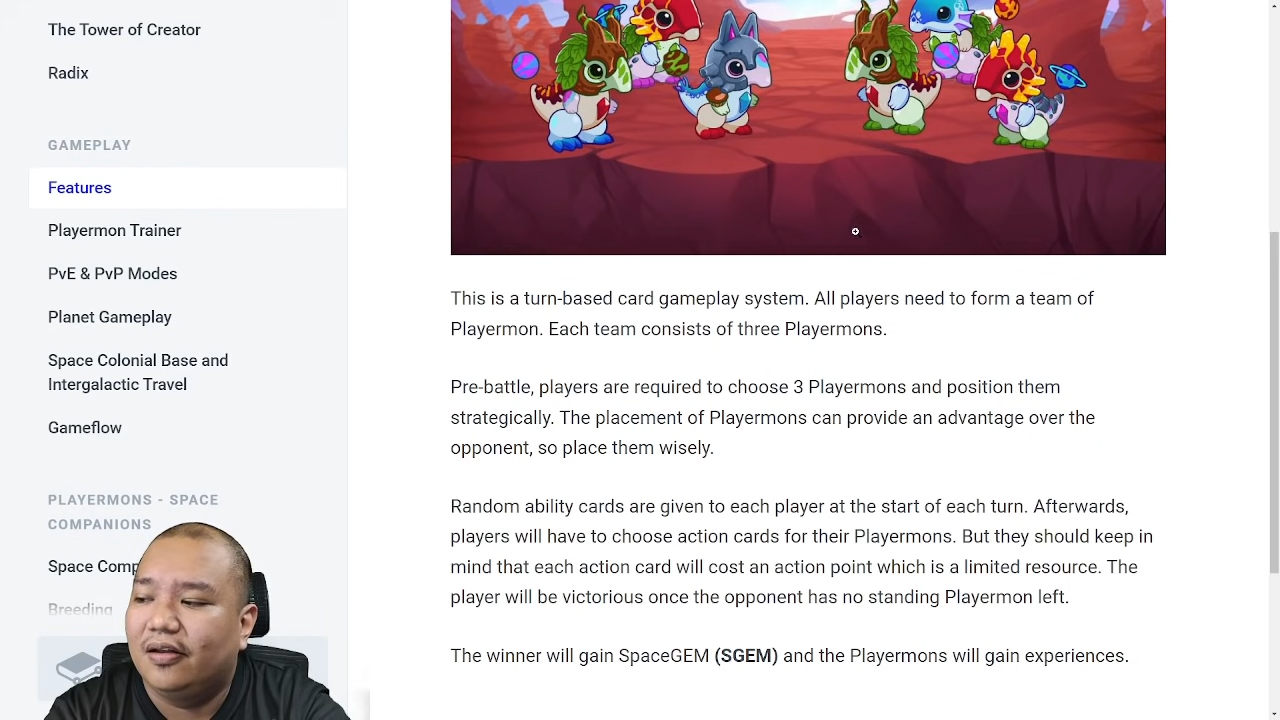 The Tower of Creator
Radix
GAMEPLAY
Features
Playermon Trainer
PvE & PvP Modes
Planet Gameplay
Space Colonial Base and
Intergalactic Travel
Gameflow
PLAYERMONS - SPACE
COMPANIONS
Space Comp
Breeding
This is a turn-based card gameplay system. All players need to form a team of
Playermon. Each team consists of three Playermons.
Pre-battle, players are required to choose 3 Playermons and position them
strategically. The placement of Playermons can provide an advantage over the
opponent, so place them wisely.
Random ability cards are given to each player at the start of each turn. Afterwards,
players will have to choose action cards for their Playermons. But they should keep in
mind that each action card will cost an action point which is a limited resource. The
player will be victorious once the opponent has no standing Playermon left.
The winner will gain SpaceGEM (SGEM) and the Playermons will gain experiences.